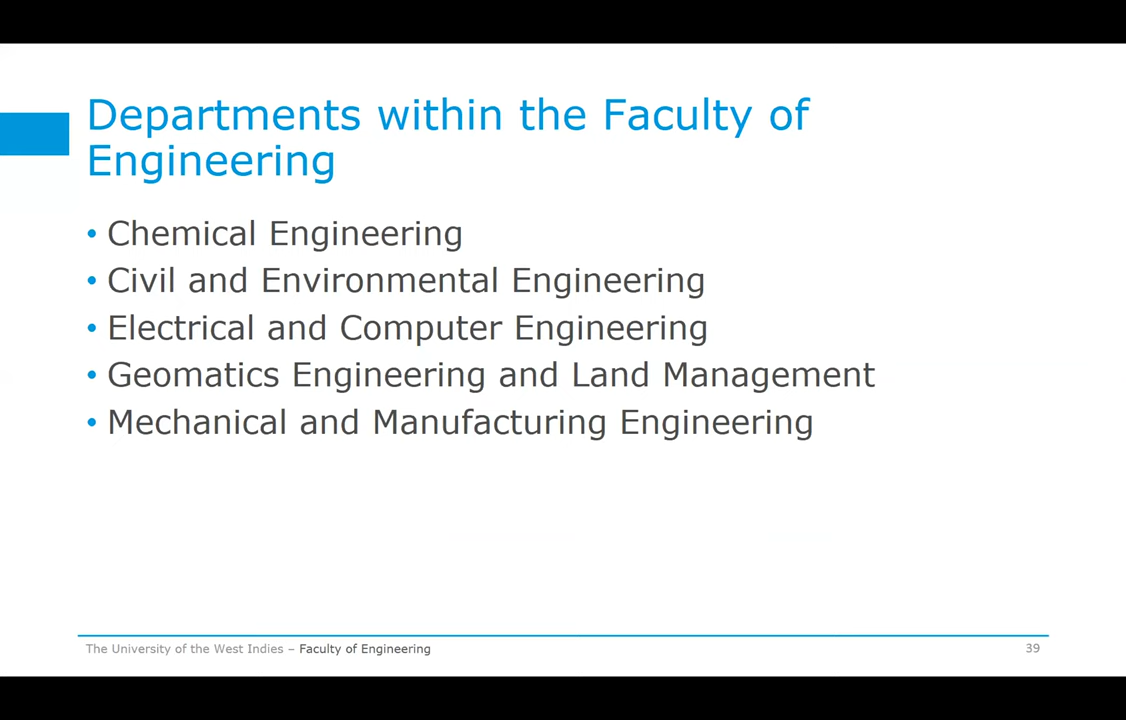 Departments within the Faculty of
Engineering
• Chemical Engineering
• Civil and Environmental Engineering
• Electrical and Computer Engineering
• Geomatics Engineering and Land Management
• Mechanical and Manufacturing Engineering
The University of the West Indies – Faculty of Engineering
39